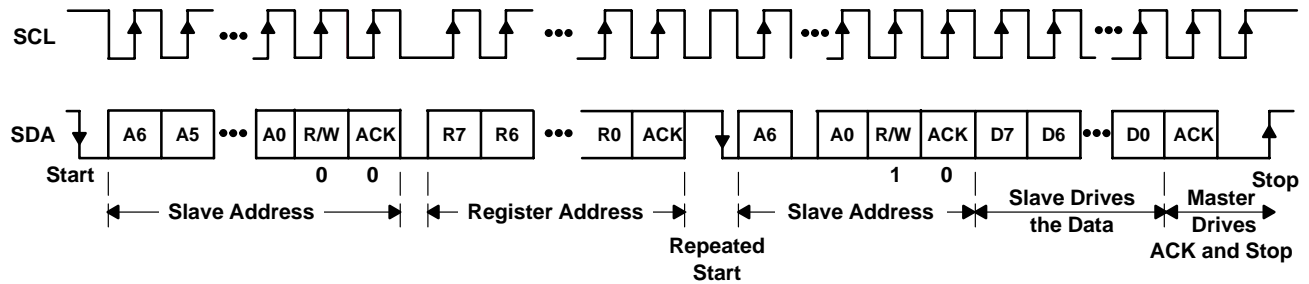 SCL
SDA
A6 A5 ••• A0 R/W ACK R7 R6 ••• R0 ACK A6 A0 R/W ACK D7 D6 ••• D0 ACK
Start 0 0 1 0 Stop
Slave Address
Register Address
Repeated
Start
Slave Address
Slave Drives
the Data
Master
Drives
ACK and Stop